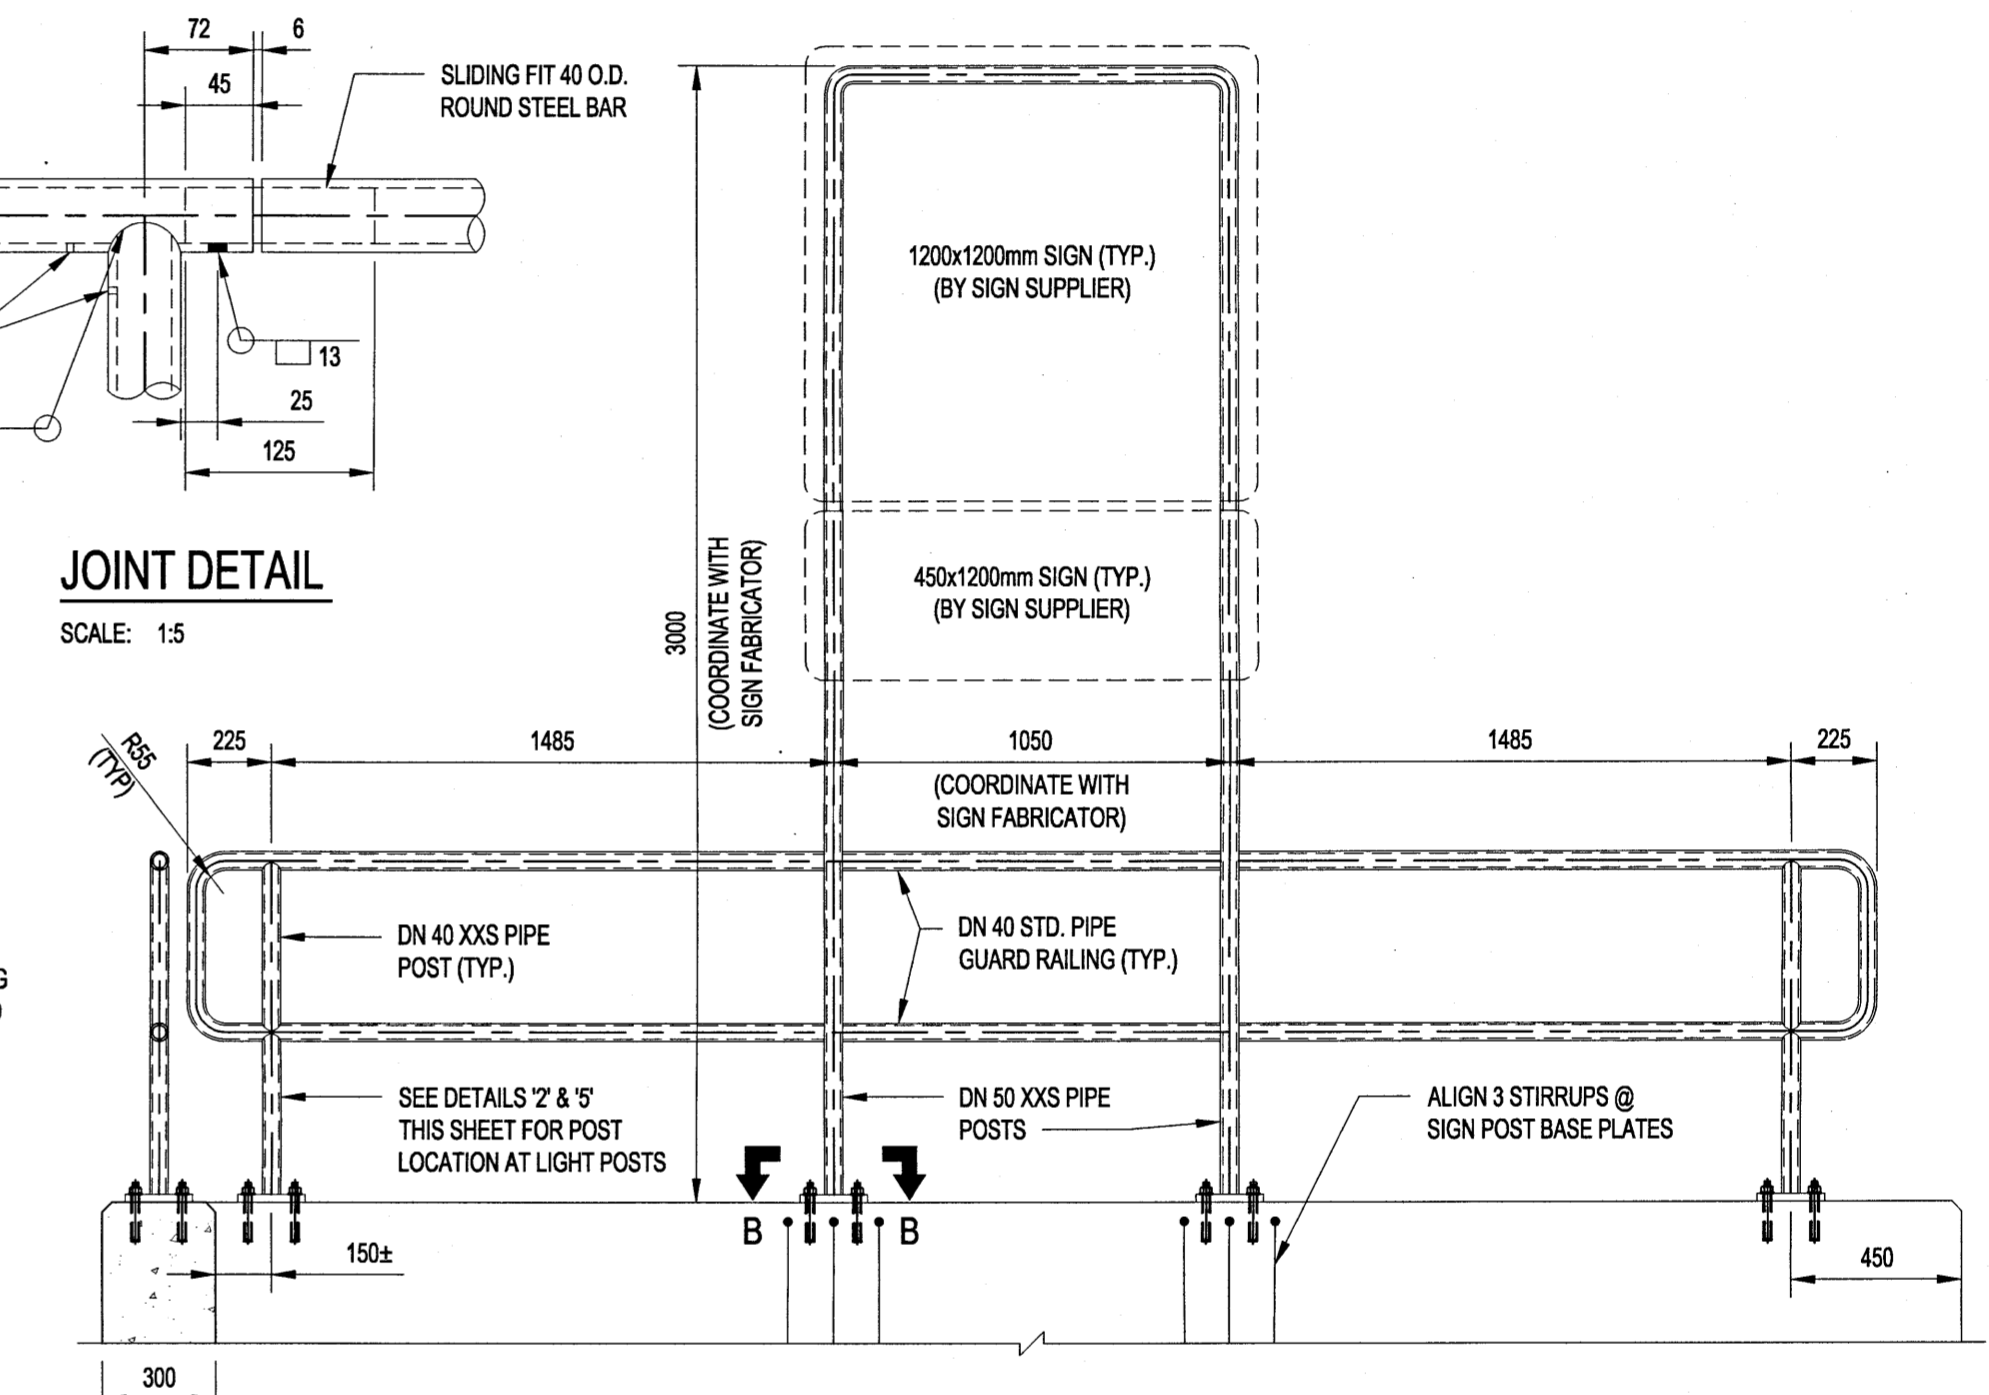 72
6
45
SLIDING FIT 40 O.D.
ROUND STEEL BAR
13
25
125
JOINT DETAIL
SCALE: 1:5
1200x1200mm SIGN (TYP.)
(BY SIGN SUPPLIER)
450x1200mm SIGN (TYP.)
(BY SIGN SUPPLIER)
3000
(COORDINATE WITH
SIGN FABRICATOR)
R55
(TYP)
225
1485
1050
1485
225
(COORDINATE WITH
SIGN FABRICATOR)
DN 40 XXS PIPE
POST (TYP.)
DN 40 STD. PIPE
GUARD RAILING (TYP.)
G
SEE DETAILS '2' & '5'
THIS SHEET FOR POST
LOCATION AT LIGHT POSTS
DN 50 XXS PIPE
POSTS
ALIGN 3 STIRRUPS @
SIGN POST BASE PLATES
B
B
150±
450
300